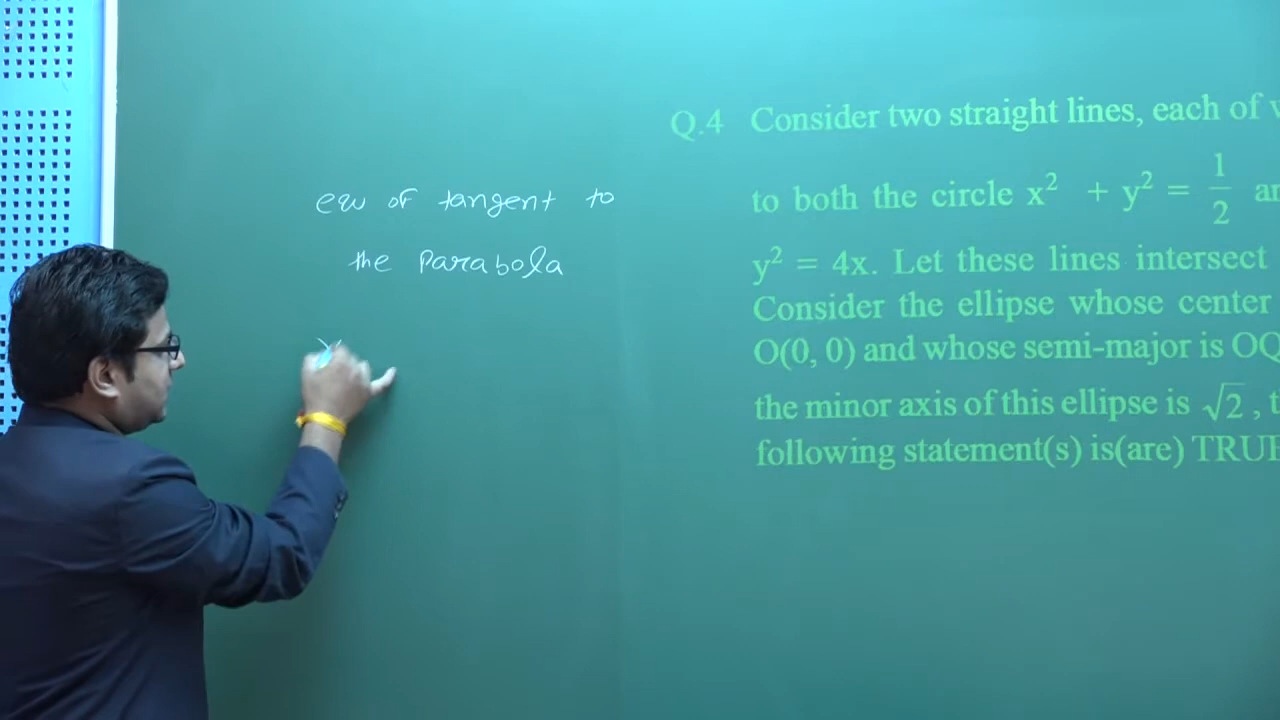 eqn of tangent to
the Parabola
y
Q.4 Consider two straight lines, each of
to both the circle x² + y² = 1/2
y² = 4x. Let these lines intersect
Consider the ellipse whose center
O(0, 0) and whose semi-major is OQ
the minor axis of this ellipse is √2 ,
following statement(s) is(are) TRUE